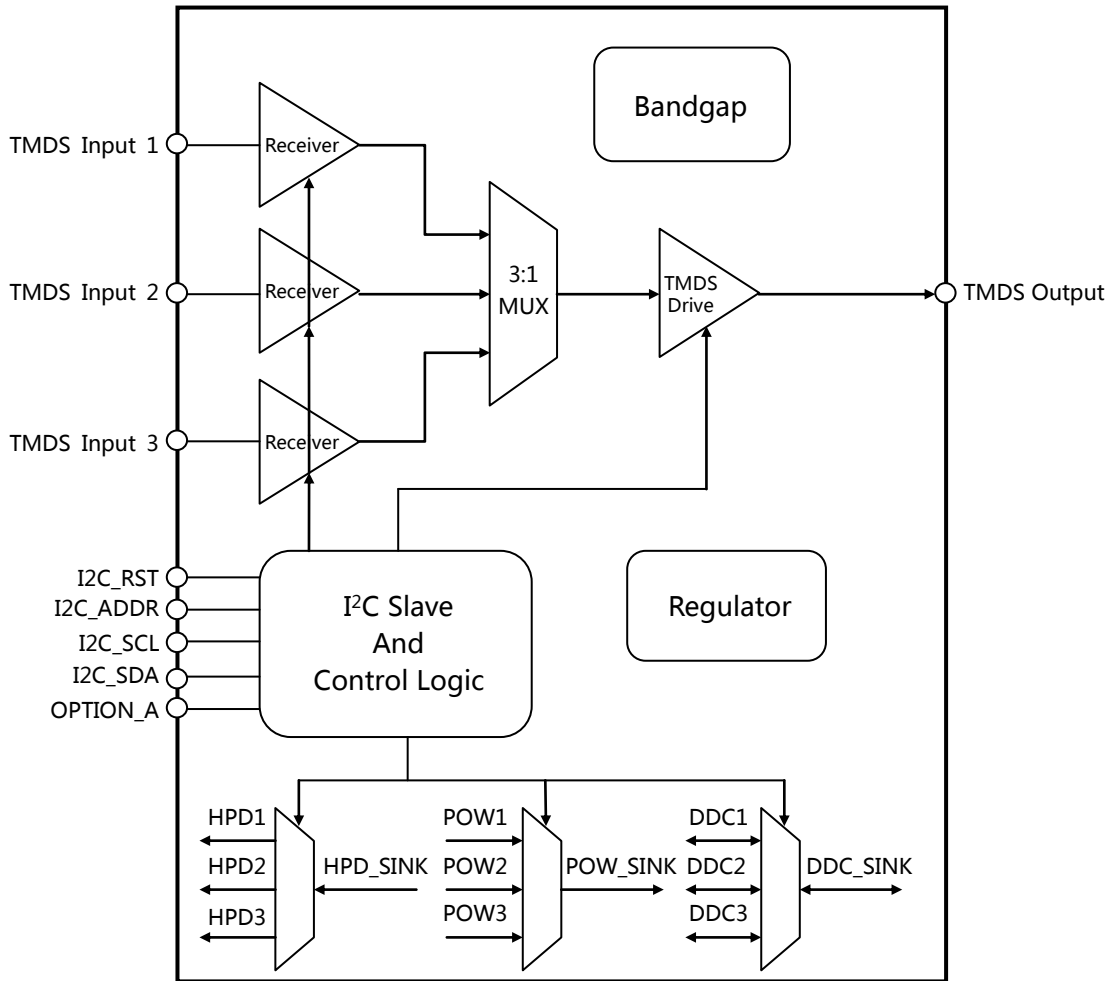 Bandgap
TMDS Input 1
Receiver
TMDS Input 2
Receiver
3:1
MUX
TMDS
Drive
TMDS Output
TMDS Input 3
Receiver
I2C_RST
I2C_ADDR
I2C_SCL
I2C_SDA
OPTION_A
I²C Slave
And
Control Logic
Regulator
HPD1
HPD2
HPD3
HPD_SINK
POW1
POW2
POW3
POW_SINK
DDC1
DDC2
DDC3
DDC_SINK